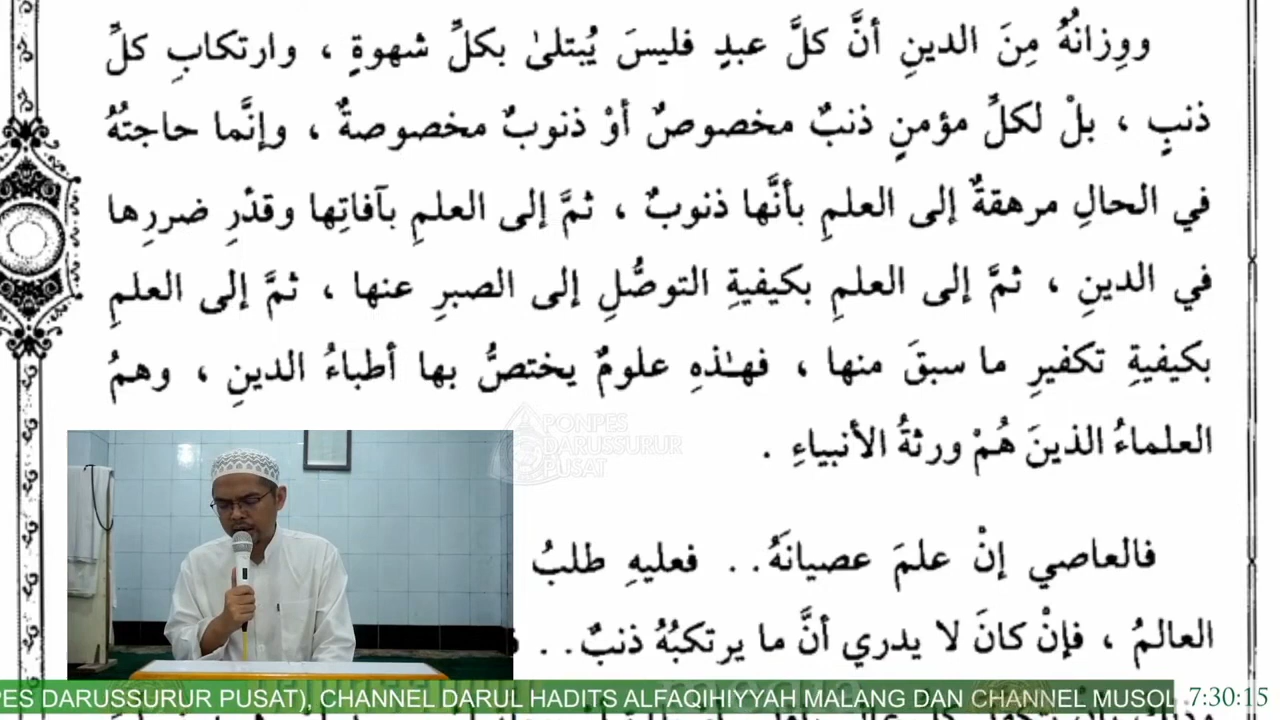 ووِزانُهُ مِنَ الدينِ أنَّ كلَّ عبدٍ فليسَ يُبتلىٰ بكلِّ شهوةٍ ، وارتكابِ كلِّ
ذنبٍ ، بلْ لكلِّ مؤمنٍ ذنبٌ مخصوصٌ أوْ ذنوبٌ مخصوصةٌ ، وإنَّما حاجتُهُ
في الحالِ مرهقةٌ إلى العلمِ بأنَّها ذنوبٌ ، ثمَّ إلى العلمِ بآفاتِها وقدْرِ ضررِها
في الدينِ ، ثمَّ إلى العلمِ بكيفيةِ التوصُّلِ إلى الصبرِ عنها ، ثمَّ إلى العلمِ
بكيفيةِ تكفيرِ ما سبقَ منها ، فهـٰذهِ علومٌ يختصُّ بها أطباءُ الدينِ ، وهمُ
العلماءُ الذينَ هُمْ ورثةُ الأنبياءِ .
PONPES
DARUSSURUR
PUSAT
فالعاصي إنْ علمَ عصيانَهُ . . فعليهِ طلبُ
العالمُ ، فإنْ كانَ لا يدري أنَّ ما يرتكبُهُ ذنبٌ . .
PES DARUSSURUR PUSAT), CHANNEL DARUL HADITS ALFAQIHIYYAH MALANG DAN CHANNEL MUSOL
7:30:15